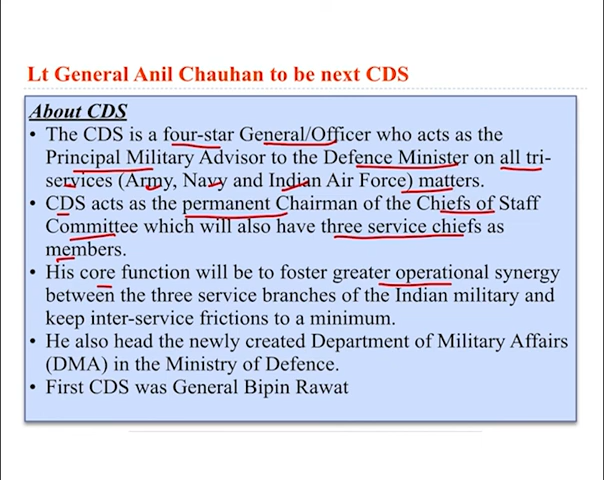 Lt General Anil Chauhan to be next CDS
About CDS
• The CDS is a four-star General/Officer who acts as the
Principal Military Advisor to the Defence Minister on all tri-
services (Army, Navy and Indian Air Force) matters.
• CDS acts as the permanent Chairman of the Chiefs of Staff
Committee which will also have three service chiefs as
members.
• His core function will be to foster greater operational synergy
between the three service branches of the Indian military and
keep inter-service frictions to a minimum.
• He also head the newly created Department of Military Affairs
(DMA) in the Ministry of Defence.
• First CDS was General Bipin Rawat